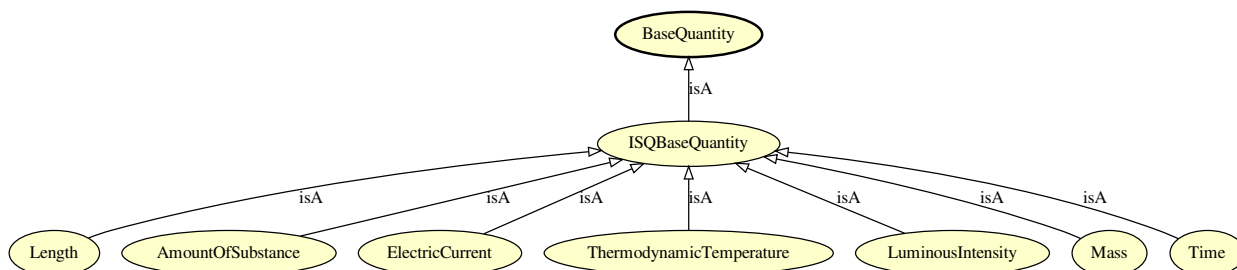 BaseQuantity
isA
ISQBaseQuantity
isA
isA
isA
isA
isA
isA
isA
Length
AmountOfSubstance
ElectricCurrent
ThermodynamicTemperature
LuminousIntensity
Mass
Time